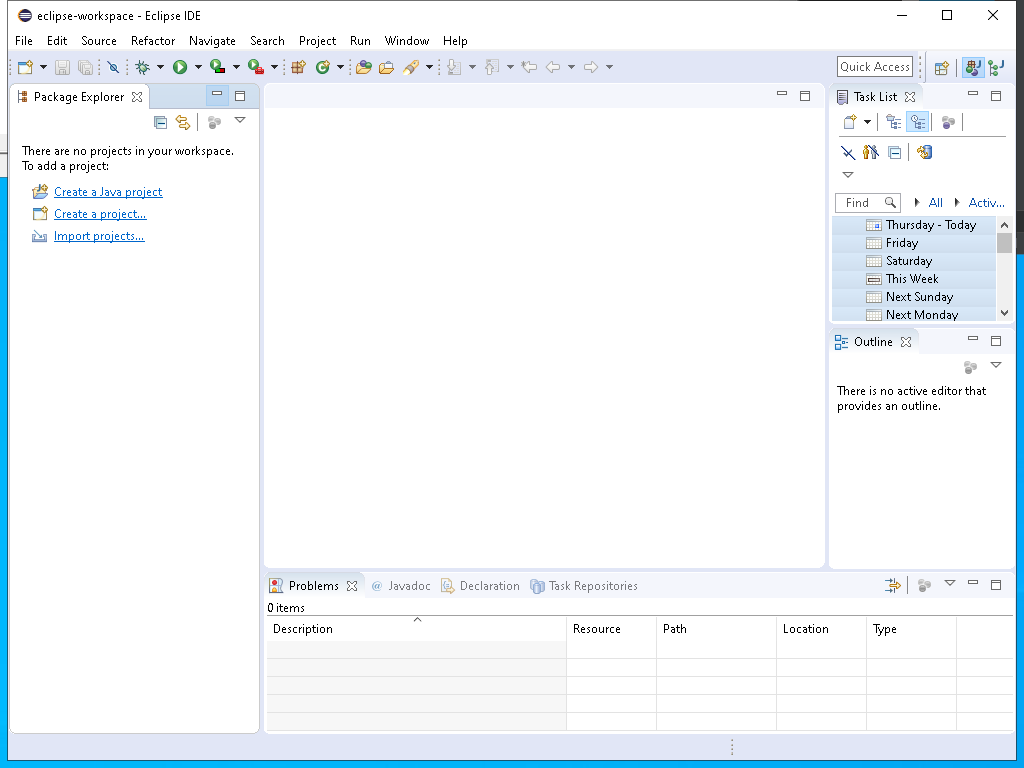 eclipse-workspace - Eclipse IDE
File Edit Source Refactor Navigate Search Project Run Window Help
Quick Access
Package Explorer
There are no projects in your workspace.
To add a project:
Create a Java project
Create a project...
Import projects...
Task List
Find All Activ...
Thursday - Today
Friday
Saturday
This Week
Next Sunday
Next Monday
Outline
There is no active editor that
provides an outline.
Problems @ Javadoc Declaration Task Repositories
0 items
Description Resource Path Location Type